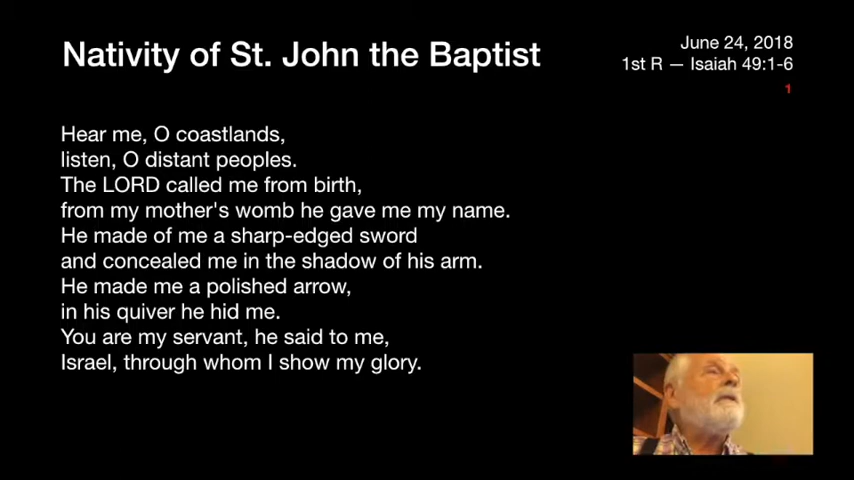 Nativity of St. John the Baptist
June 24, 2018
1st R — Isaiah 49:1-6
1
Hear me, O coastlands,
listen, O distant peoples.
The LORD called me from birth,
from my mother's womb he gave me my name.
He made of me a sharp-edged sword
and concealed me in the shadow of his arm.
He made me a polished arrow,
in his quiver he hid me.
You are my servant, he said to me,
Israel, through whom I show my glory.